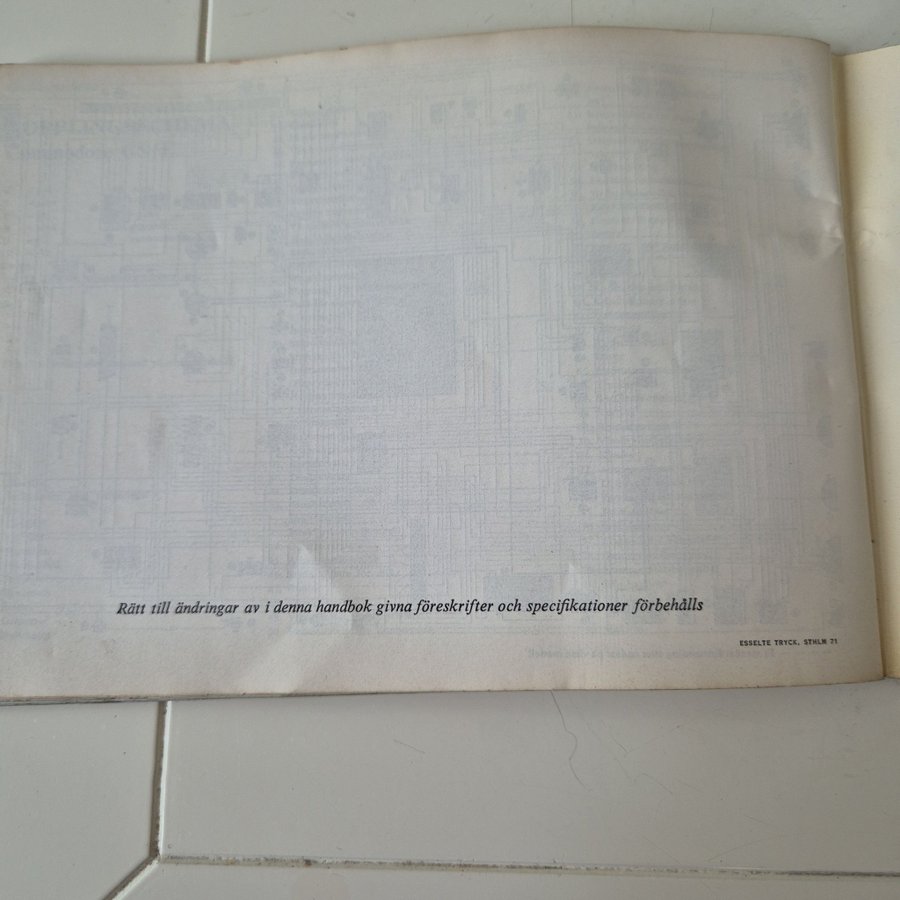 Rätt till ändringar av i denna handbok givna föreskrifter och specifikationer förbehålls
ESSELTE TRYCK, STHLM 71